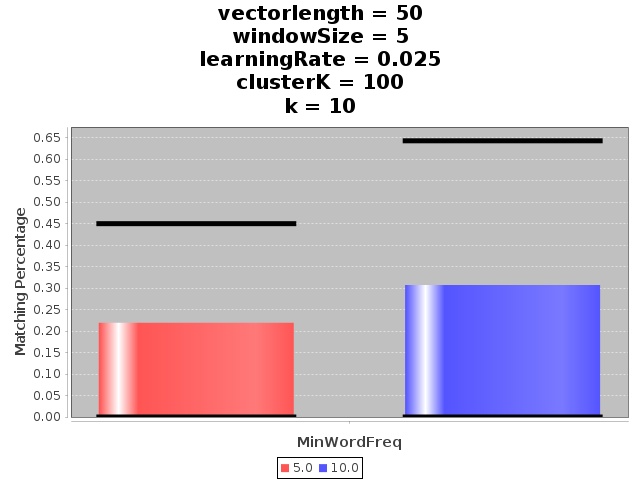 vectorlength = 50
windowSize = 5
learningRate = 0.025
clusterK = 100
k = 10
0.65
0.60
0.55
0.50
0.45
0.40
0.35
0.30
0.25
0.20
0.15
0.10
0.05
0.00
Matching Percentage
MinWordFreq
5.0 10.0